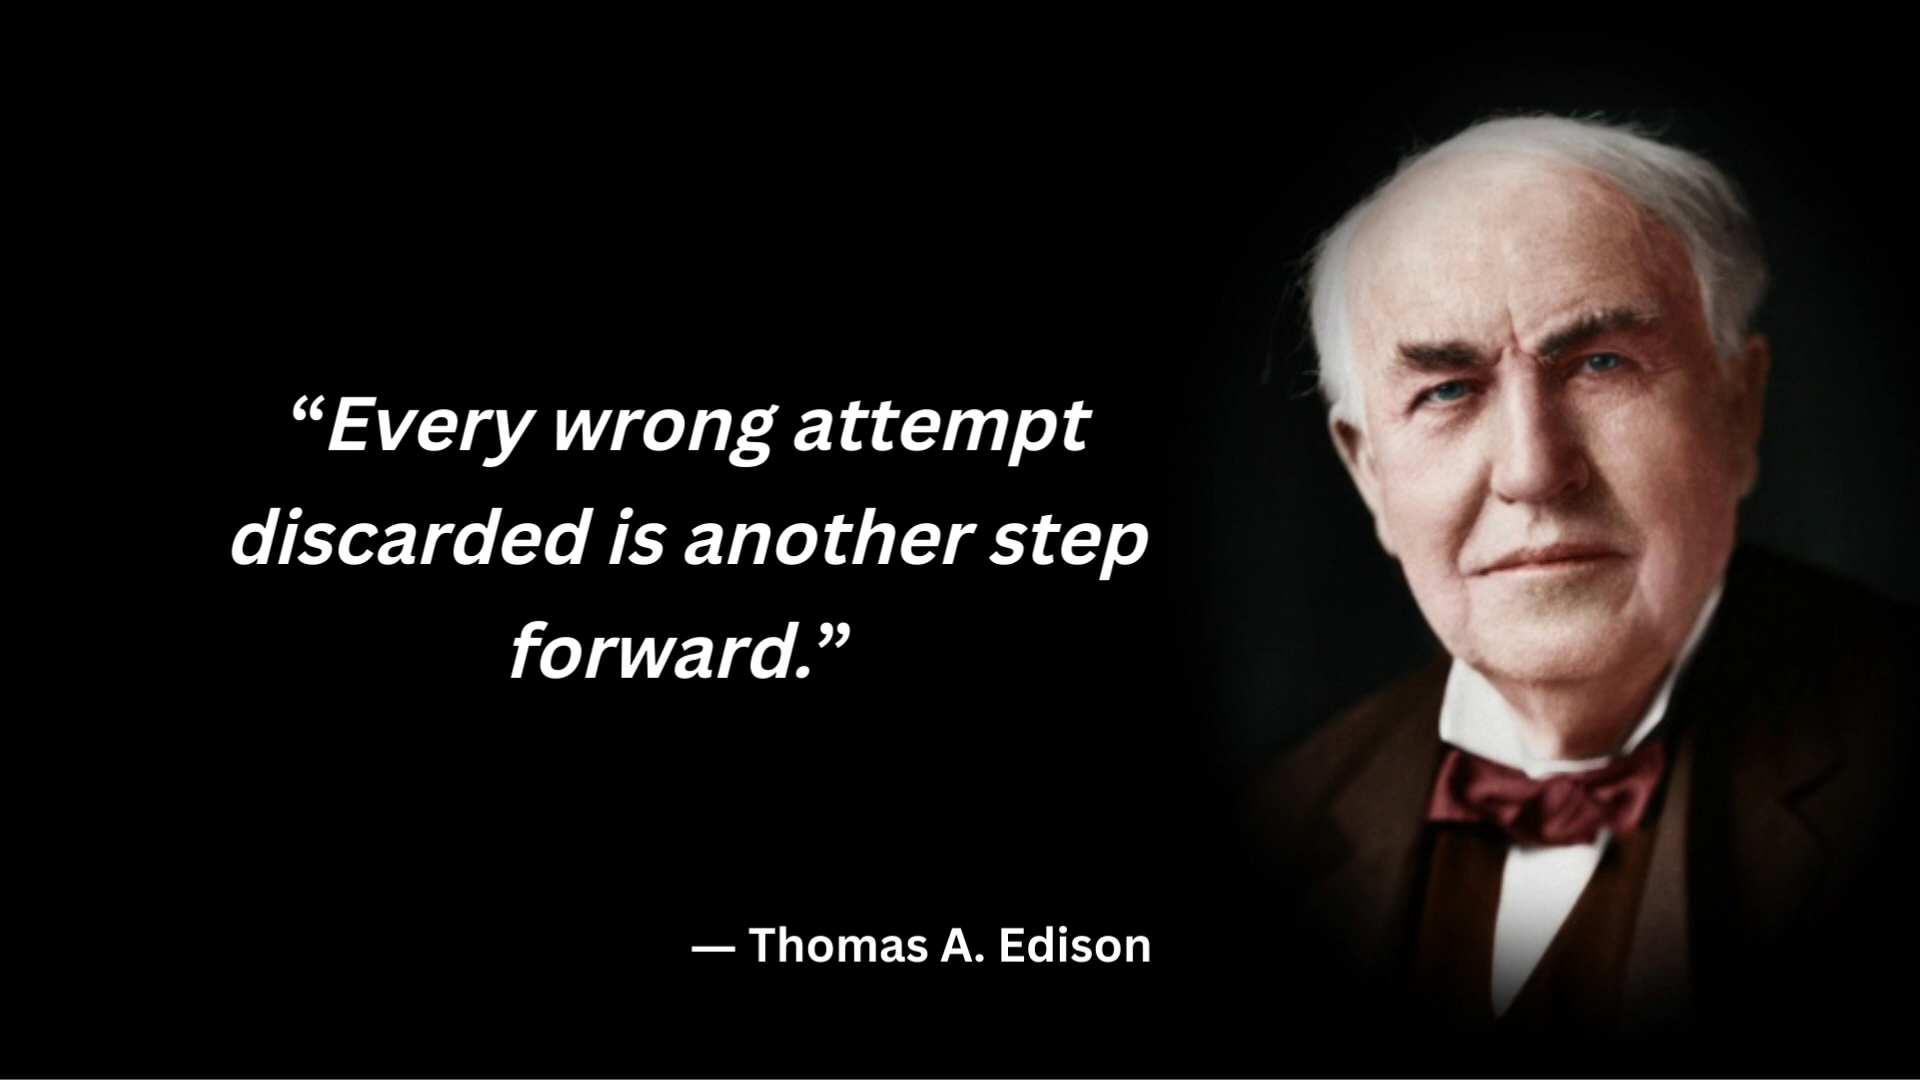 “Every wrong attempt
discarded is another step
forward.”
— Thomas A. Edison